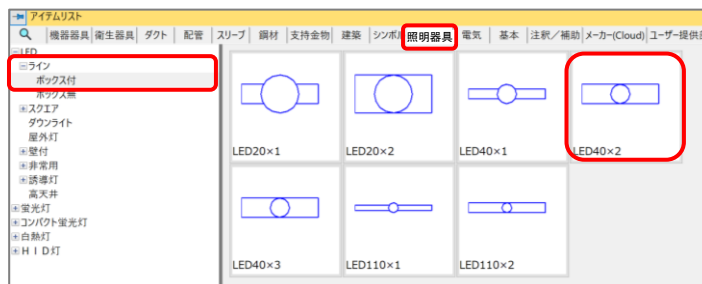 アイテムリスト
機器器具 衛生器具 ダクト 配管 スリーブ 鋼材 支持金物 建築 シンボル 照明器具 電気 基本 注釈／補助 メーカー(Cloud) ユーザー提供
LED
ライン
ボックス付
ボックス無
スクエア
ダウンライト
屋外灯
壁付
非常用
誘導灯
高天井
蛍光灯
コンパクト蛍光灯
白熱灯
ＨＩＤ灯
LED20×1 LED20×2 LED40×1 LED40×2
LED40×3 LED110×1 LED110×2